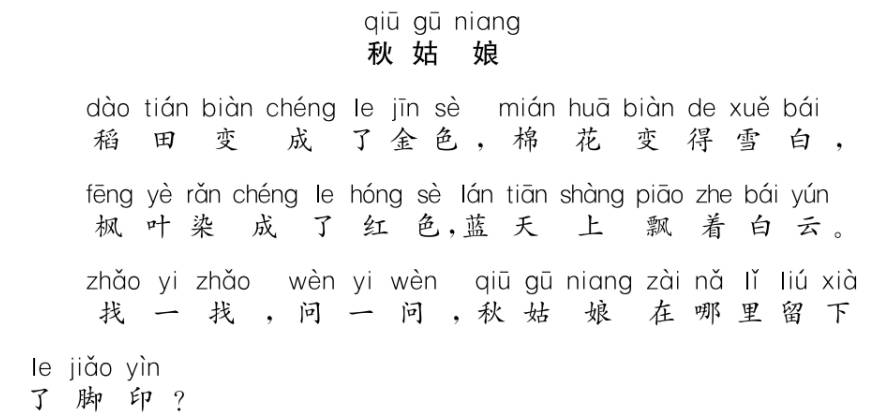 qiū gū niang
秋姑娘
dào tián biàn chéng le jīn sè mián huā biàn de xuě bái
稻田变成了金色，棉花变得雪白，
fēng yè rǎn chéng le hóng sè lán tiān shàng piāo zhe bái yún
枫叶染成了红色，蓝天上飘着白云。
zhǎo yi zhǎo wèn yi wèn qiū gū niang zài nǎ lǐ liú xià
找一找，问一问，秋姑娘在哪里留下
le jiǎo yìn
了脚印？